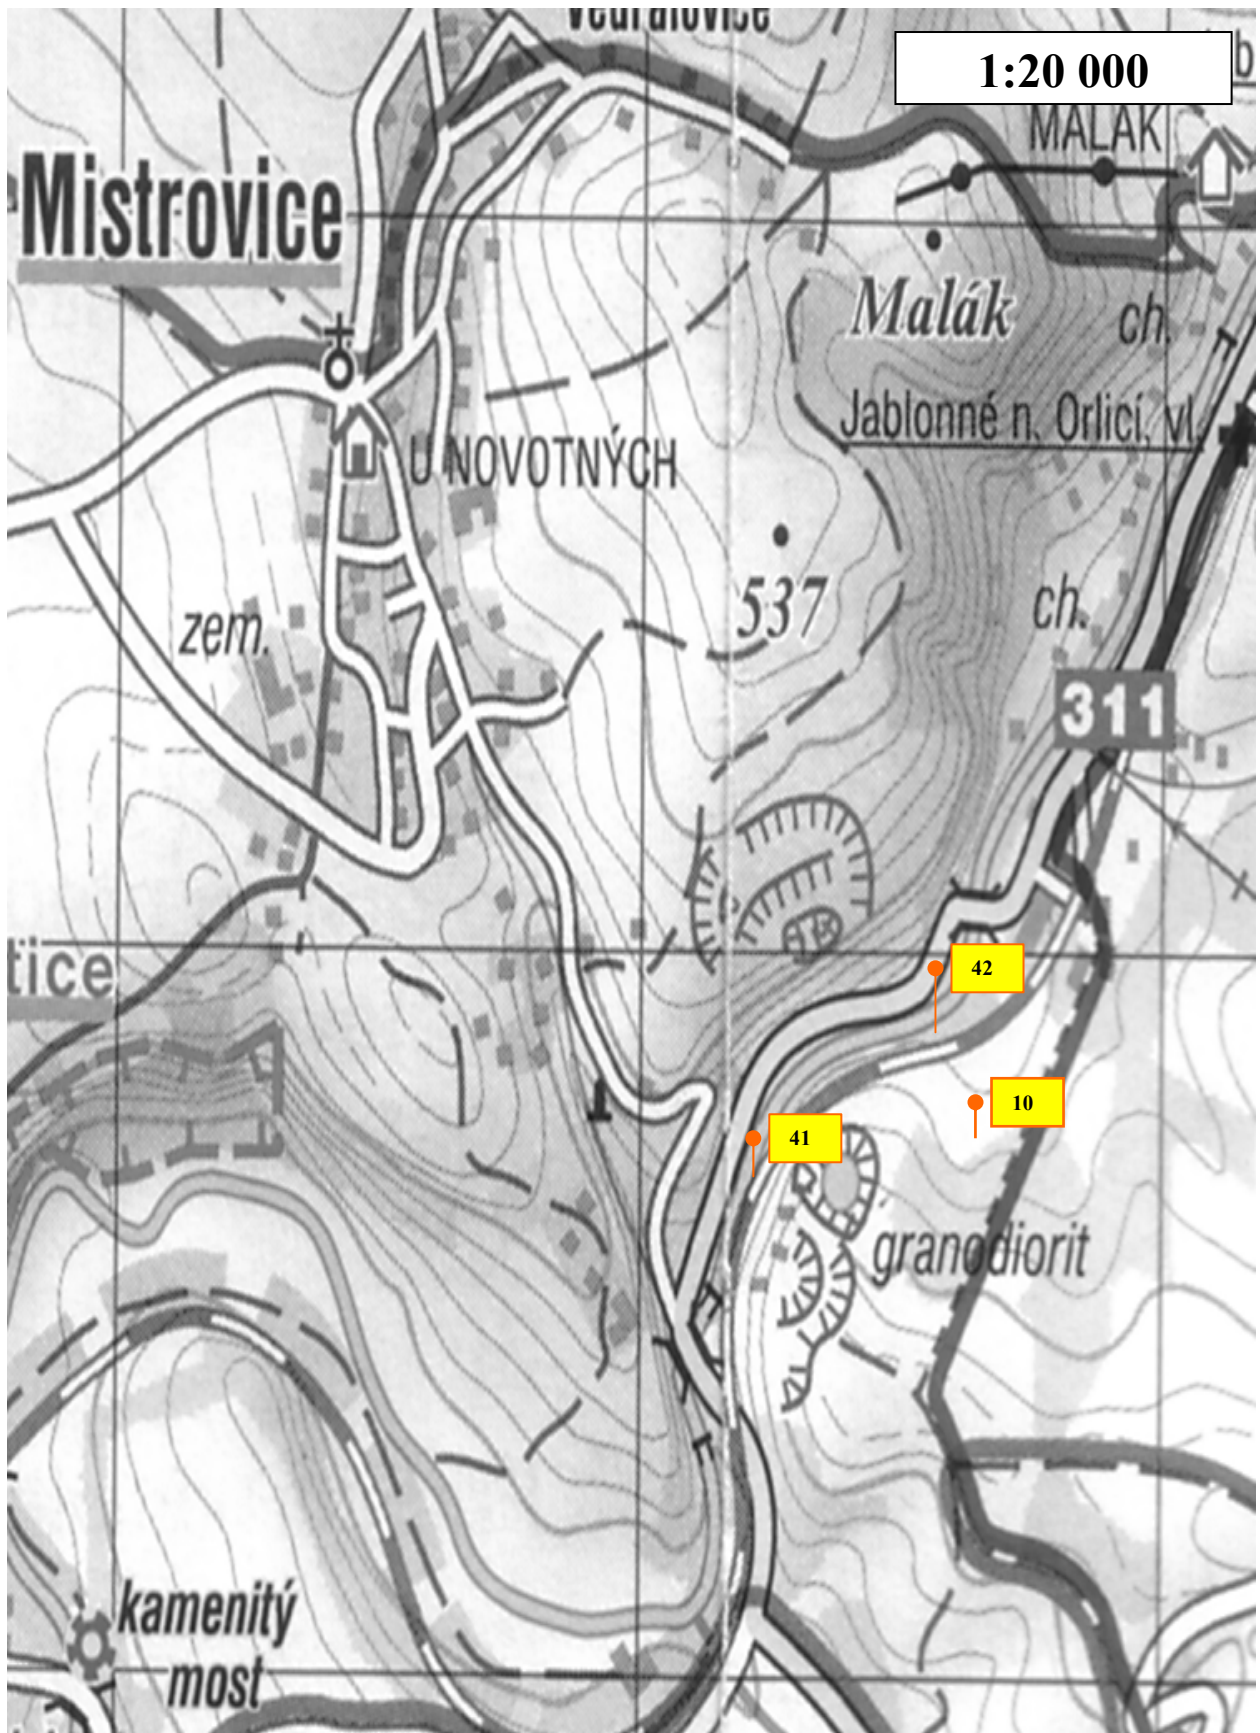 1:20 000
MALÁK
Mistrovice
Malák
ch.
Jablonné n. Orlicí, vl.
U NOVOTNÝCH
537
ch.
zem.
311
tice
42
10
41
granodiorit
kamenitý
most